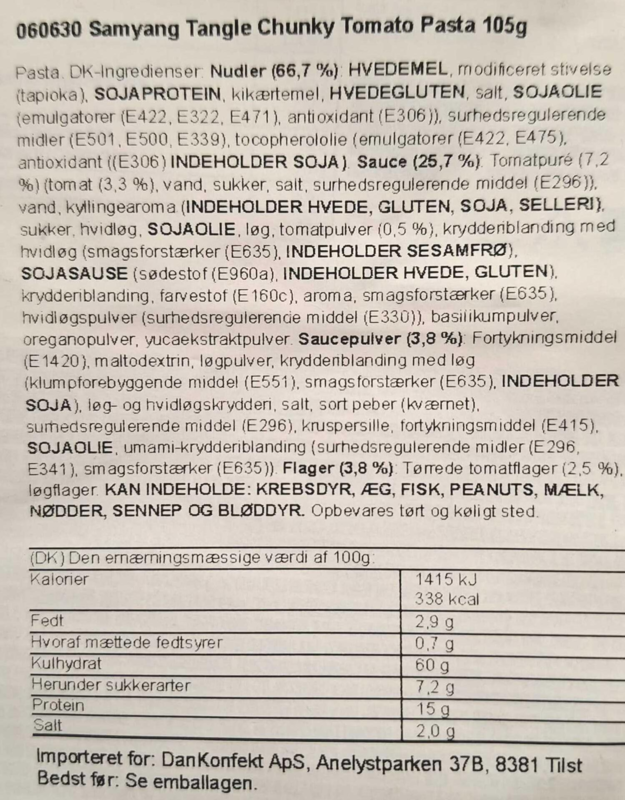 060630 Samyang Tangle Chunky Tomato Pasta 105g
Pasta. DK-Ingredienser: Nudler (66,7 %): HVEDEMEL, modificeret stivelse
(tapioka), SOJAPROTEIN, kikærtemel, HVEDEGLUTEN, salt, SOJAOLIE
(emulgatorer (E422, E322, E471), antioxidant (E306)), surhedsregulerende
midler (E501, E500, E339), tocopherololie (emulgatorer (E422, E475),
antioxidant ((E306) INDEHOLDER SOJA). Sauce (25,7 %): Tomatpuré (7,2
%) (tomat (3,3 %), vand, sukker, salt, surhedsregulerende middel (E296)),
vand, kyllingearoma (INDEHOLDER HVEDE, GLUTEN, SOJA, SELLERI),
sukker, hvidløg, SOJAOLIE, løg, tomatpulver (0,5 %), krydderiblanding med
hvidløg (smagsforstærker (E635), INDEHOLDER SESAMFRØ),
SOJASAUSE (sødestof (E960a), INDEHOLDER HVEDE, GLUTEN),
krydderiblanding, farvestof (E160c), aroma, smagsforstærker (E635),
hvidløgspulver (surhedsregulerende middel (E330)), basilikumpulver,
oreganopulver, yucaekstraktpulver. Saucepulver (3,8 %): Fortykningsmiddel
(E1420), maltodextrin, løgpulver, krydderiblanding med løg
(klumpforebyggende middel (E551), smagsforstærker (E635), INDEHOLDER
SOJA), løg- og hvidløgskrydderi, salt, sort peber (kværnet),
surhedsregulerende middel (E296), kruspersille, fortykningsmiddel (E415),
SOJAOLIE, umami-krydderiblanding (surhedsregulerende midler (E296,
E341), smagsforstærker (E635)). Flager (3,8 %): Tørrede tomatflager (2,5 %),
løgflager. KAN INDEHOLDE: KREBSDYR, ÆG, FISK, PEANUTS, MÆLK,
NØDDER, SENNEP OG BLØDDYR. Opbevares tørt og køligt sted.
(DK) Den ernærningsmæssige værdi af 100g:
Kalorier 1415 kJ
338 kcal
Fedt 2,9 g
Hvoraf mættede fedtsyrer 0,7 g
Kulhydrat 60 g
Herunder sukkerarter 7,2 g
Protein 15 g
Salt 2,0 g
Importeret for: DanKonfekt ApS, Anelystparken 37B, 8381 Tilst
Bedst før: Se emballagen.